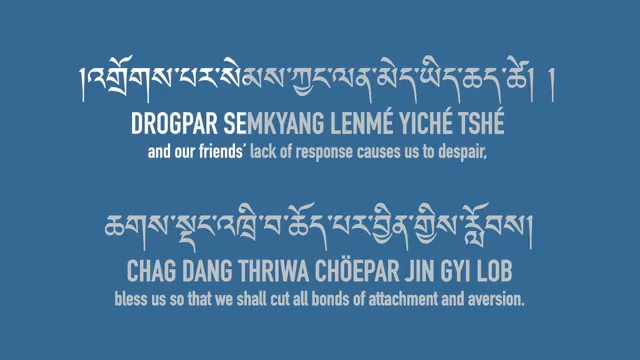 །འགྲོགས་པར་སེམས་ཀྱང་ལན་མེད་ཡིད་ཆད་ཚེ། །
DROGPAR SEMKYANG LENMÉ YICHÉ TSHÉ
and our friends’ lack of response causes us to despair,
ཆགས་སྡང་འཁྲི་བ་ཆོད་པར་བྱིན་གྱིས་རློབས།
CHAG DANG THRIWA CHÖEPAR JIN GYI LOB
bless us so that we shall cut all bonds of attachment and aversion.